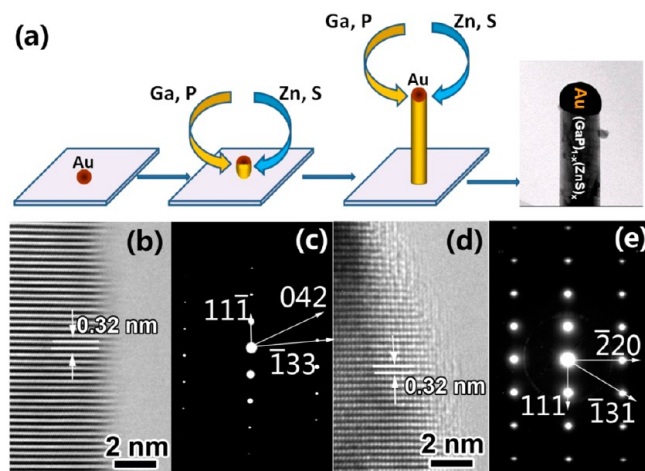 (a)
Ga, P
Zn, S
Ga, P
Zn, S
Au
Au
Au
(GaP)₁₋ₓ(ZnS)ₓ
(b)
0.32 nm
2 nm
(c)
111̅
042
1̅33
(d)
0.32 nm
2 nm
(e)
2̅20
111
1̅31